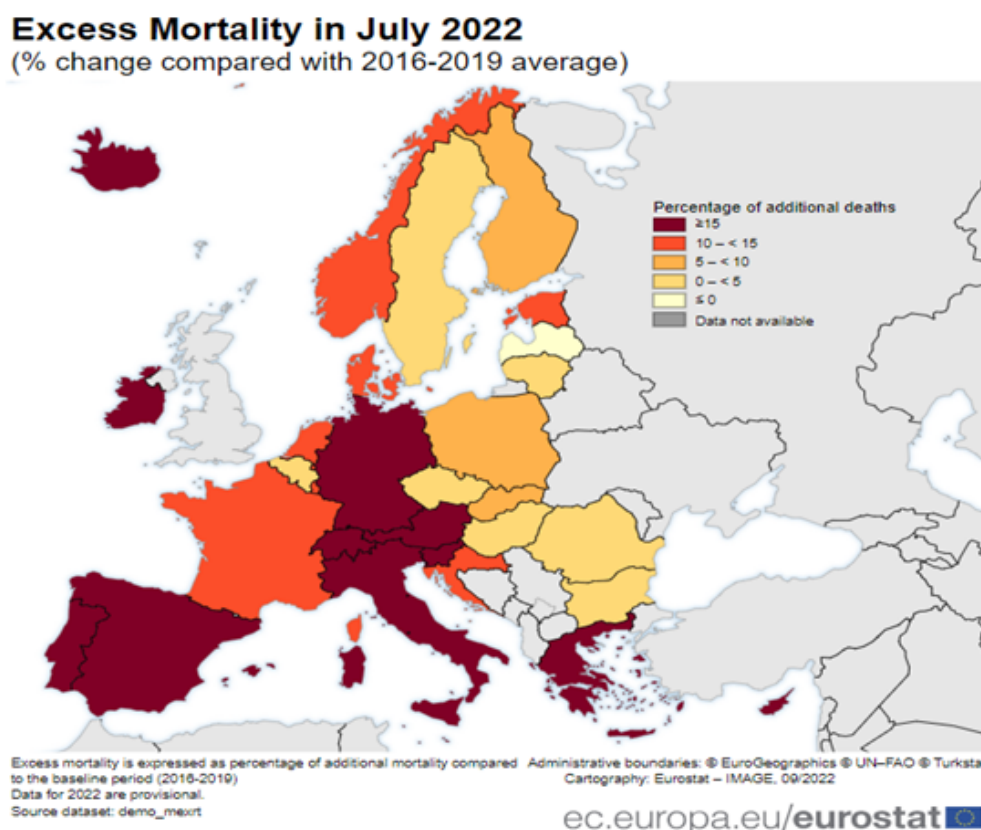 Excess Mortality in July 2022
(% change compared with 2016-2019 average)
Percentage of additional deaths
≥15
10 – < 15
5 – < 10
0 – < 5
≤ 0
Data not available
Excess mortality is expressed as percentage of additional mortality compared
to the baseline period (2016-2019)
Data for 2022 are provisional.
Source dataset: demo_mexrt
Administrative boundaries: © EuroGeographics © UN–FAO © Turksta
Cartography: Eurostat – IMAGE, 09/2022
ec.europa.eu/eurostat